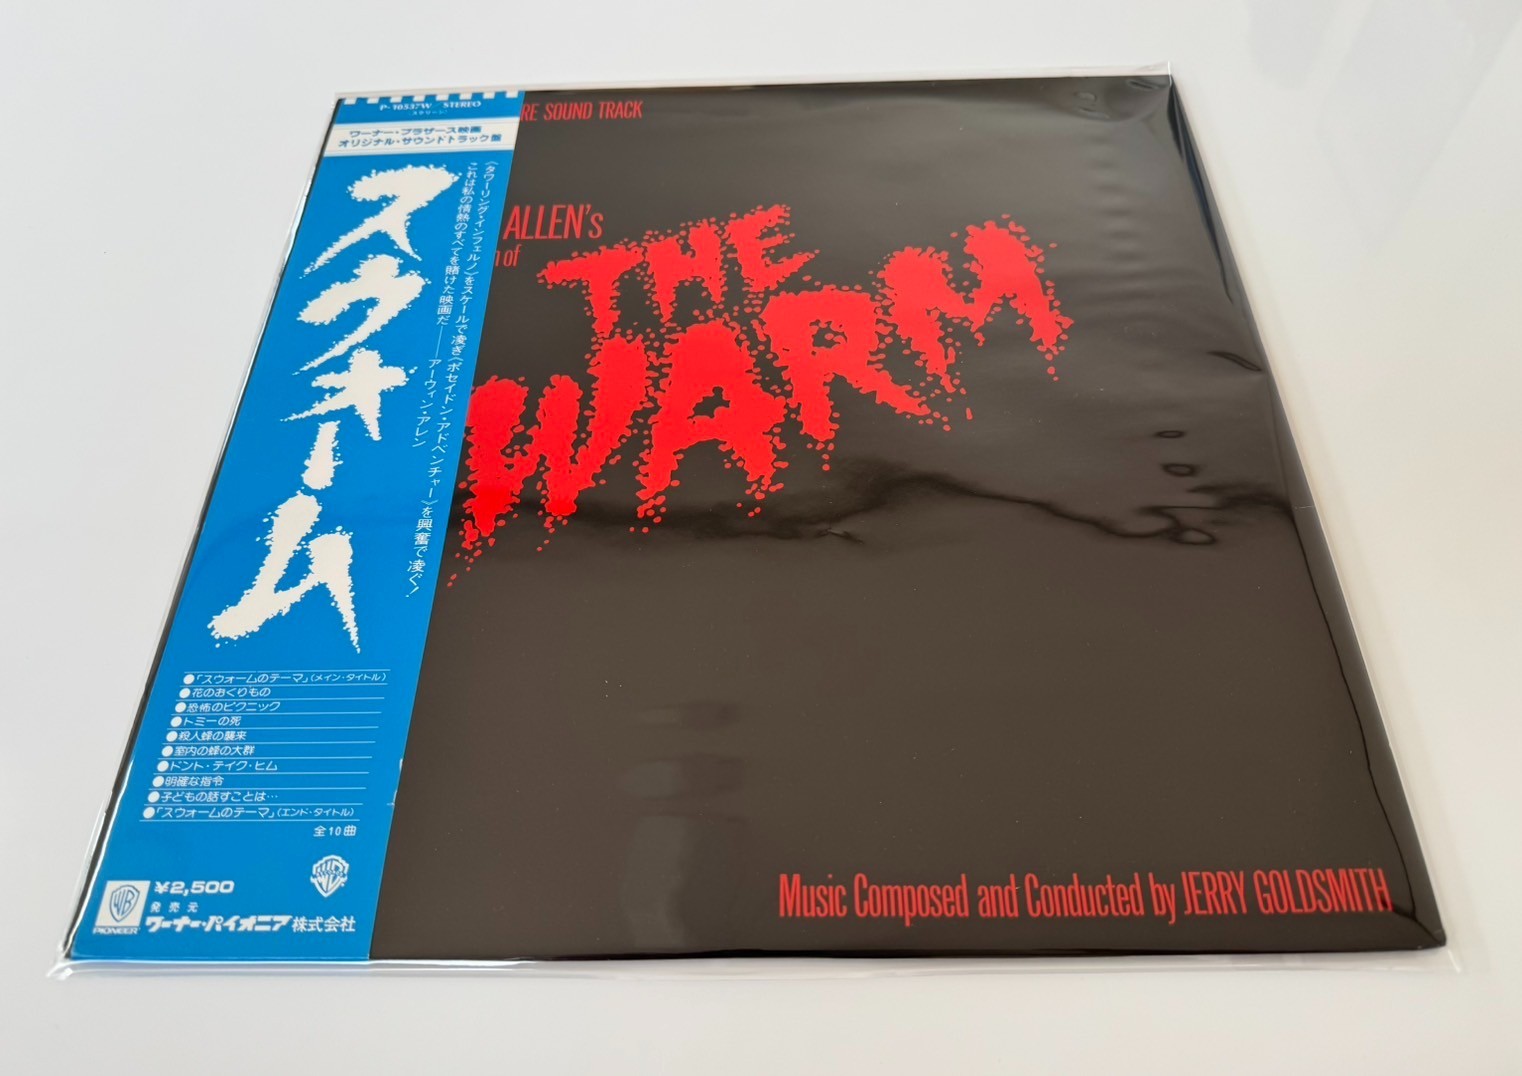 P-10537W STEREO
ワーナー・ブラザース映画
オリジナル・サウンドトラック盤
スウォーム
《タワーリング・インフェルノ》をスケールで凌ぎ《ポセイドン・アドベンチャー》を興奮で凌ぐ!
これは私の情熱のすべてを賭けた映画だ——
アーウィン・アレン
●「スウォームのテーマ」(メイン・タイトル)
●花のおくりもの
●恐怖のピクニック
●トミーの死
●殺人蜂の襲来
●室内の蜂の大群
●ドント・テイク・ヒム
●明確な指令
●子どもの話すことは…
●「スウォームのテーマ」(エンド・タイトル)
全10曲
¥2,500
発売元
ワーナー・パイオニア株式会社
PIONEER
SOUND TRACK
ALLEN's
of
THE
WARM
Music Composed and Conducted by JERRY GOLDSMITH